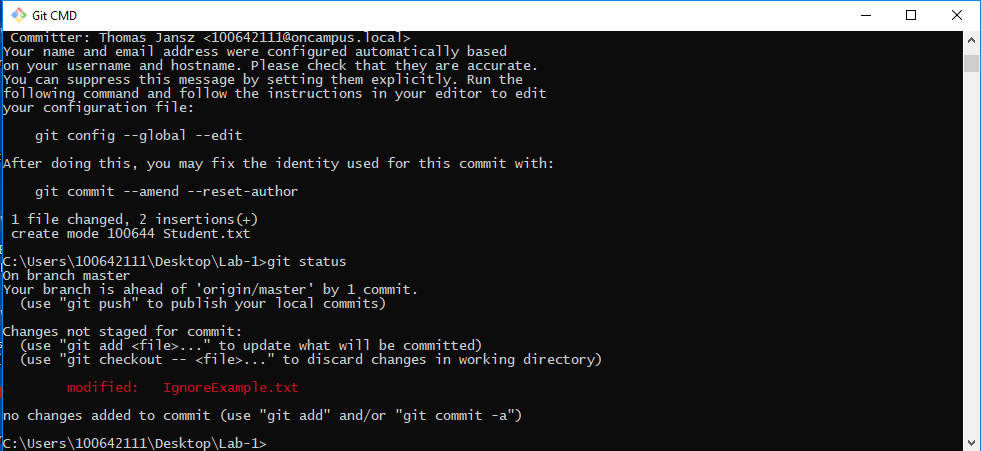 Git CMD
Committer: Thomas Jansz <100642111@oncampus.local>
Your name and email address were configured automatically based
on your username and hostname. Please check that they are accurate.
You can suppress this message by setting them explicitly. Run the
following command and follow the instructions in your editor to edit
your configuration file:
git config --global --edit
After doing this, you may fix the identity used for this commit with:
git commit --amend --reset-author
1 file changed, 2 insertions(+)
create mode 100644 Student.txt
C:\Users\100642111\Desktop\Lab-1>git status
On branch master
Your branch is ahead of 'origin/master' by 1 commit.
(use "git push" to publish your local commits)
Changes not staged for commit:
(use "git add <file>..." to update what will be committed)
(use "git checkout -- <file>..." to discard changes in working directory)
modified:   IgnoreExample.txt
no changes added to commit (use "git add" and/or "git commit -a")
C:\Users\100642111\Desktop\Lab-1>